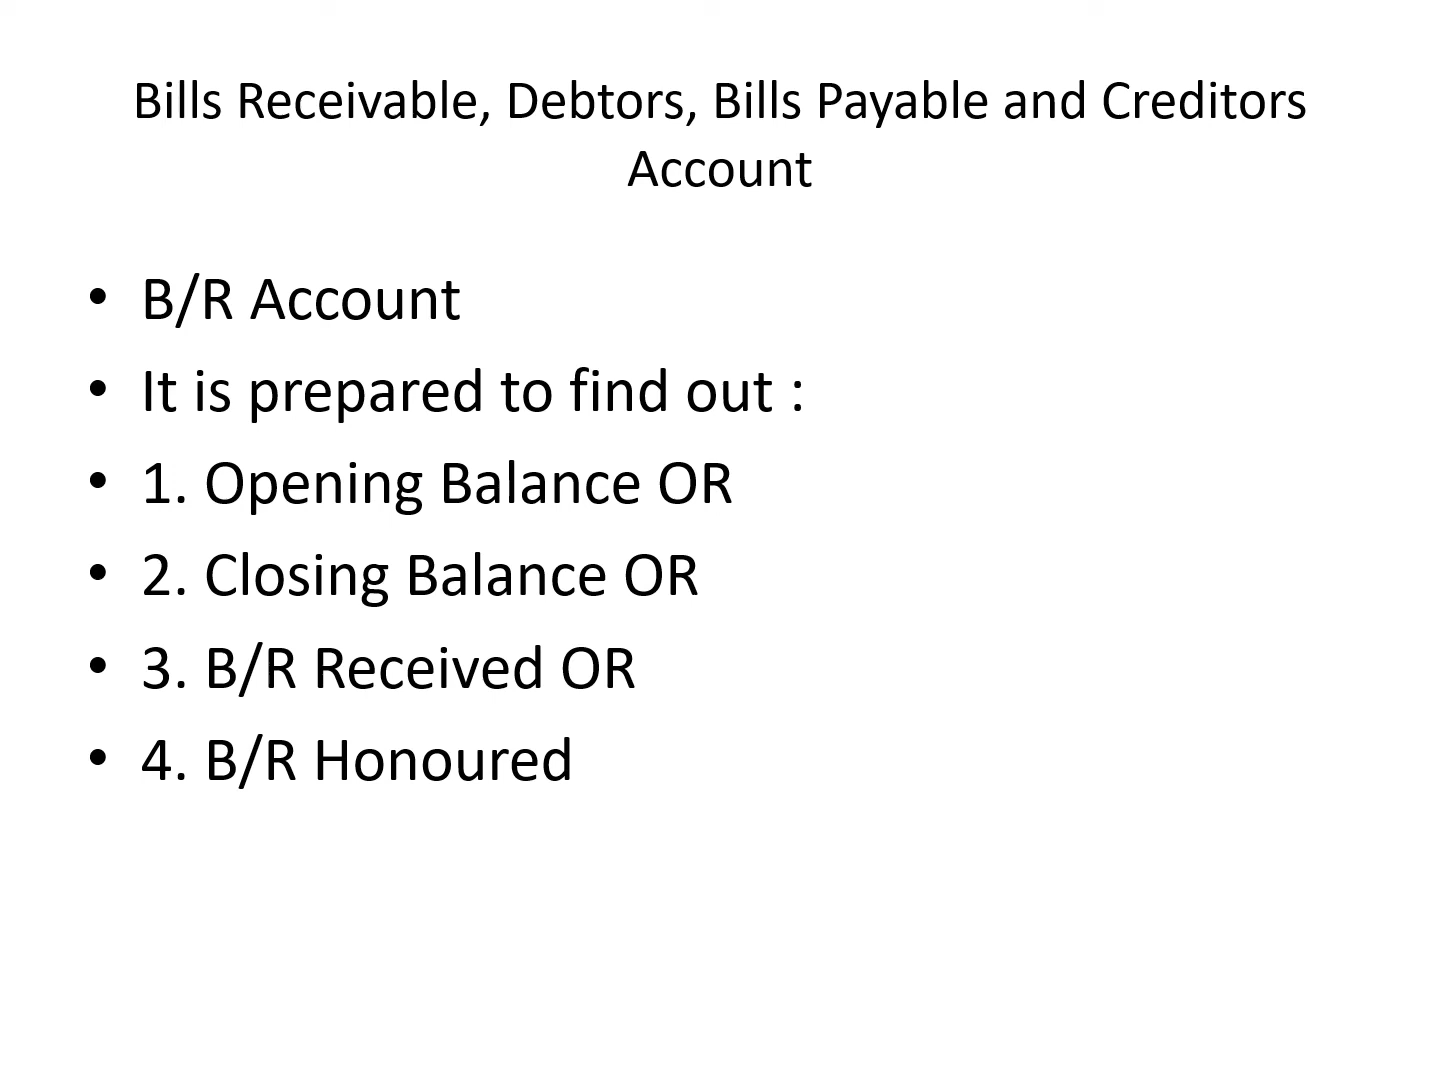 Bills Receivable, Debtors, Bills Payable and Creditors
Account
• B/R Account
• It is prepared to find out :
• 1. Opening Balance OR
• 2. Closing Balance OR
• 3. B/R Received OR
• 4. B/R Honoured